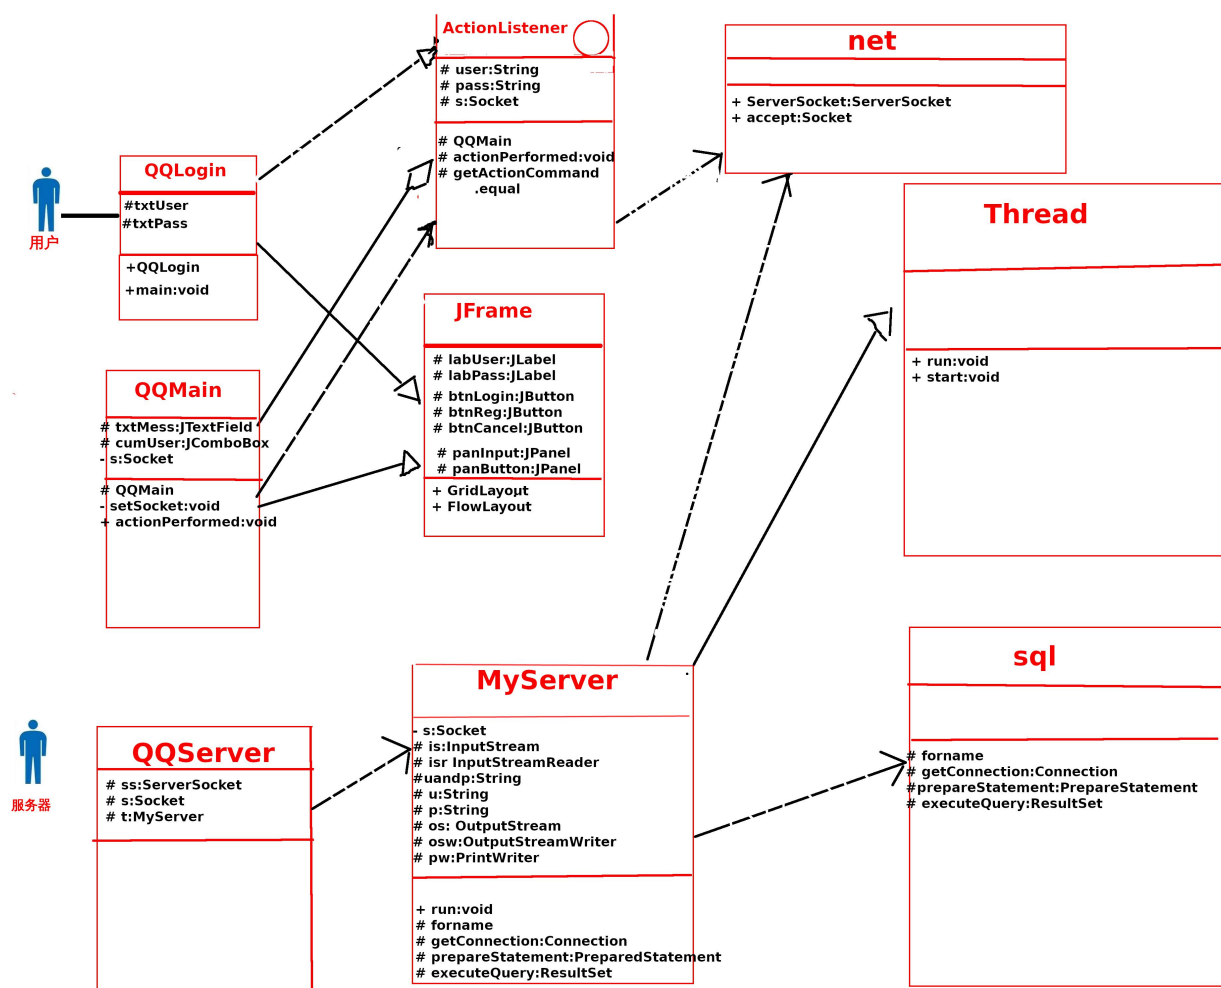 ActionListener
# user:String
# pass:String
# s:Socket
# QQMain
# actionPerformed:void
# getActionCommand
.equal
net
+ ServerSocket:ServerSocket
+ accept:Socket
QQLogin
#txtUser
#txtPass
+QQLogin
+main:void
用户
Thread
+ run:void
+ start:void
JFrame
# labUser:JLabel
# labPass:JLabel
# btnLogin:JButton
# btnReg:JButton
# btnCancel:JButton
# panInput:JPanel
# panButton:JPanel
+ GridLayout
+ FlowLayout
QQMain
# txtMess:JTextField
# cumUser:JComboBox
- s:Socket
# QQMain
- setSocket:void
+ actionPerformed:void
MyServer
- s:Socket
# is:InputStream
# isr InputStreamReader
#uandp:String
# u:String
# p:String
# os: OutputStream
# osw:OutputStreamWriter
# pw:PrintWriter
+ run:void
# forname
# getConnection:Connection
# prepareStatement:PreparedStatement
# executeQuery:ResultSet
sql
# forname
# getConnection:Connection
#prepareStatement:PrepareStatement
# executeQuery:ResultSet
QQServer
# ss:ServerSocket
# s:Socket
# t:MyServer
服务器